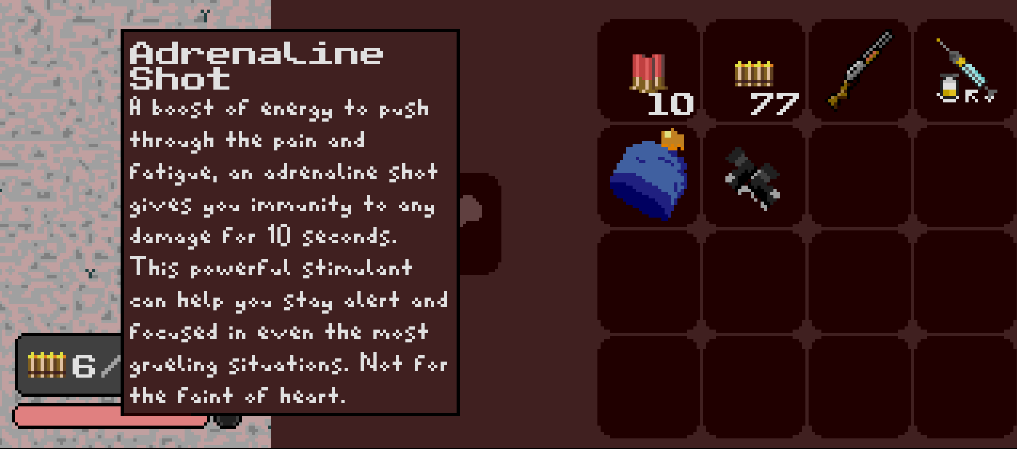 Adrenaline
Shot
A boost of energy to push
through the pain and
fatigue, an adrenaline shot
gives you immunity to any
damage for 10 seconds.
This powerful stimulant
can help you stay alert and
focused in even the most
grueling situations. Not for
the faint of heart.
10
77
6/